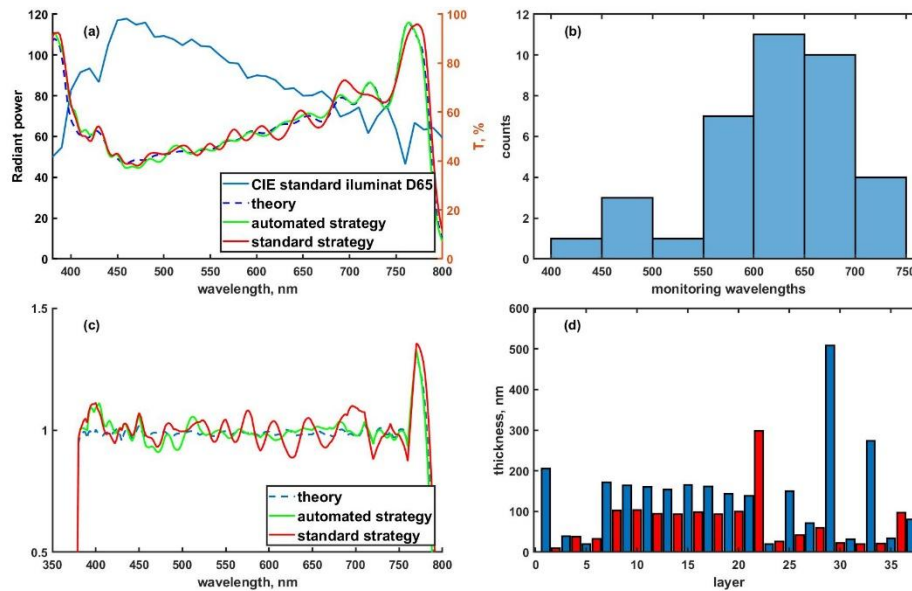 (a)
120
100
80
60
40
20
0
Radiant power
100
80
60
40
20
0
T, %
CIE standard iluminat D65
theory
automated strategy
standard strategy
400 450 500 550 600 650 700 750 800
wavelength, nm
(b)
12
10
8
6
4
2
0
counts
400 450 500 550 600 650 700 750
monitoring wavelengths
(c)
1.5
1
0.5
theory
automated strategy
standard strategy
350 400 450 500 550 600 650 700 750 800
wavelength, nm
(d)
600
500
400
300
200
100
0
thickness, nm
0 5 10 15 20 25 30 35
layer